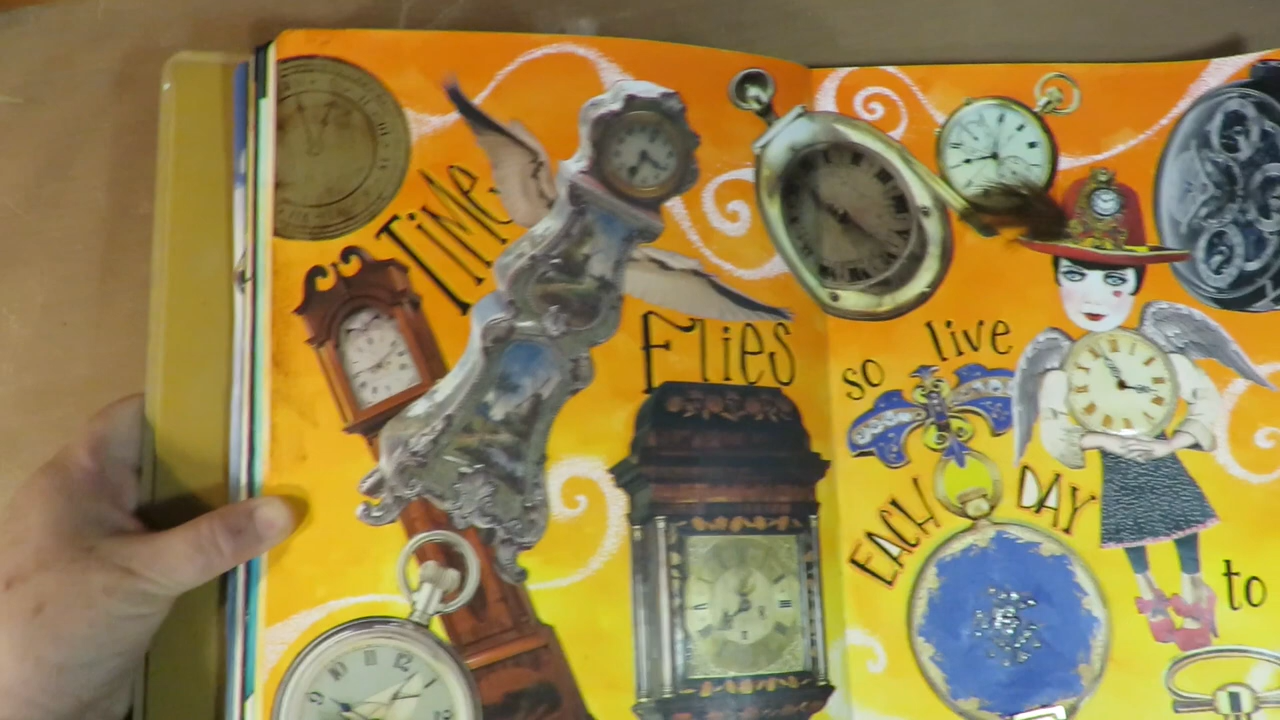 Time
Flies
so live
EACH DAY
to